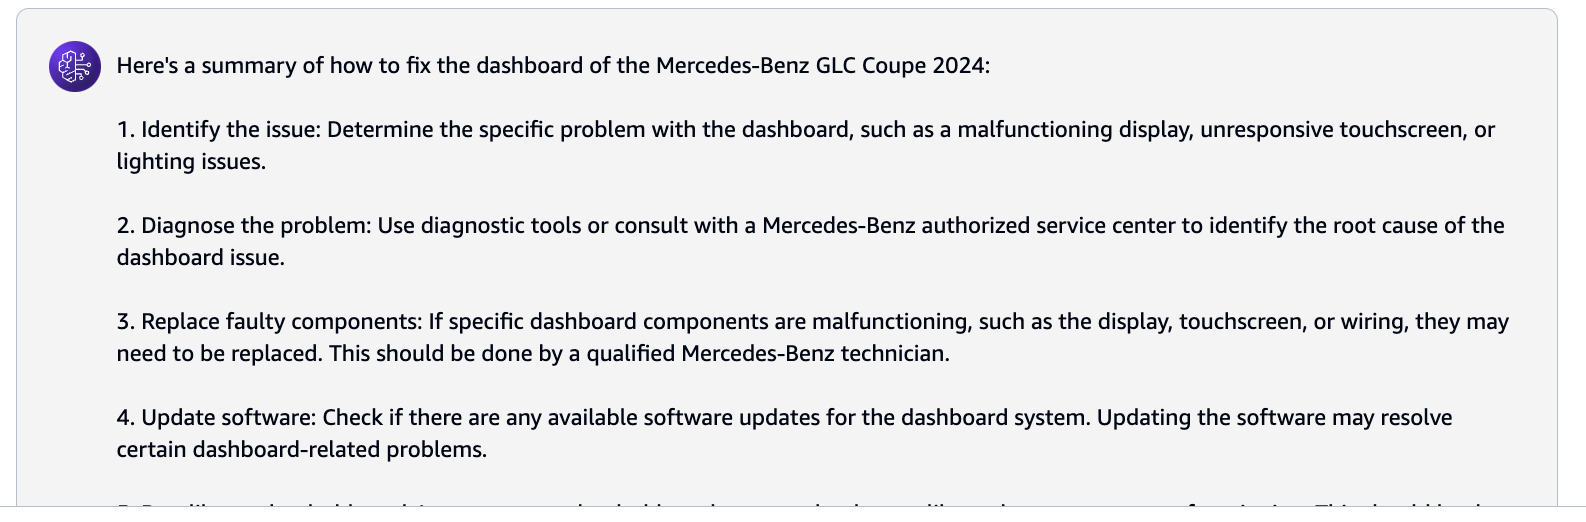 Here's a summary of how to fix the dashboard of the Mercedes-Benz GLC Coupe 2024:
1. Identify the issue: Determine the specific problem with the dashboard, such as a malfunctioning display, unresponsive touchscreen, or
lighting issues.
2. Diagnose the problem: Use diagnostic tools or consult with a Mercedes-Benz authorized service center to identify the root cause of the
dashboard issue.
3. Replace faulty components: If specific dashboard components are malfunctioning, such as the display, touchscreen, or wiring, they may
need to be replaced. This should be done by a qualified Mercedes-Benz technician.
4. Update software: Check if there are any available software updates for the dashboard system. Updating the software may resolve
certain dashboard-related problems.